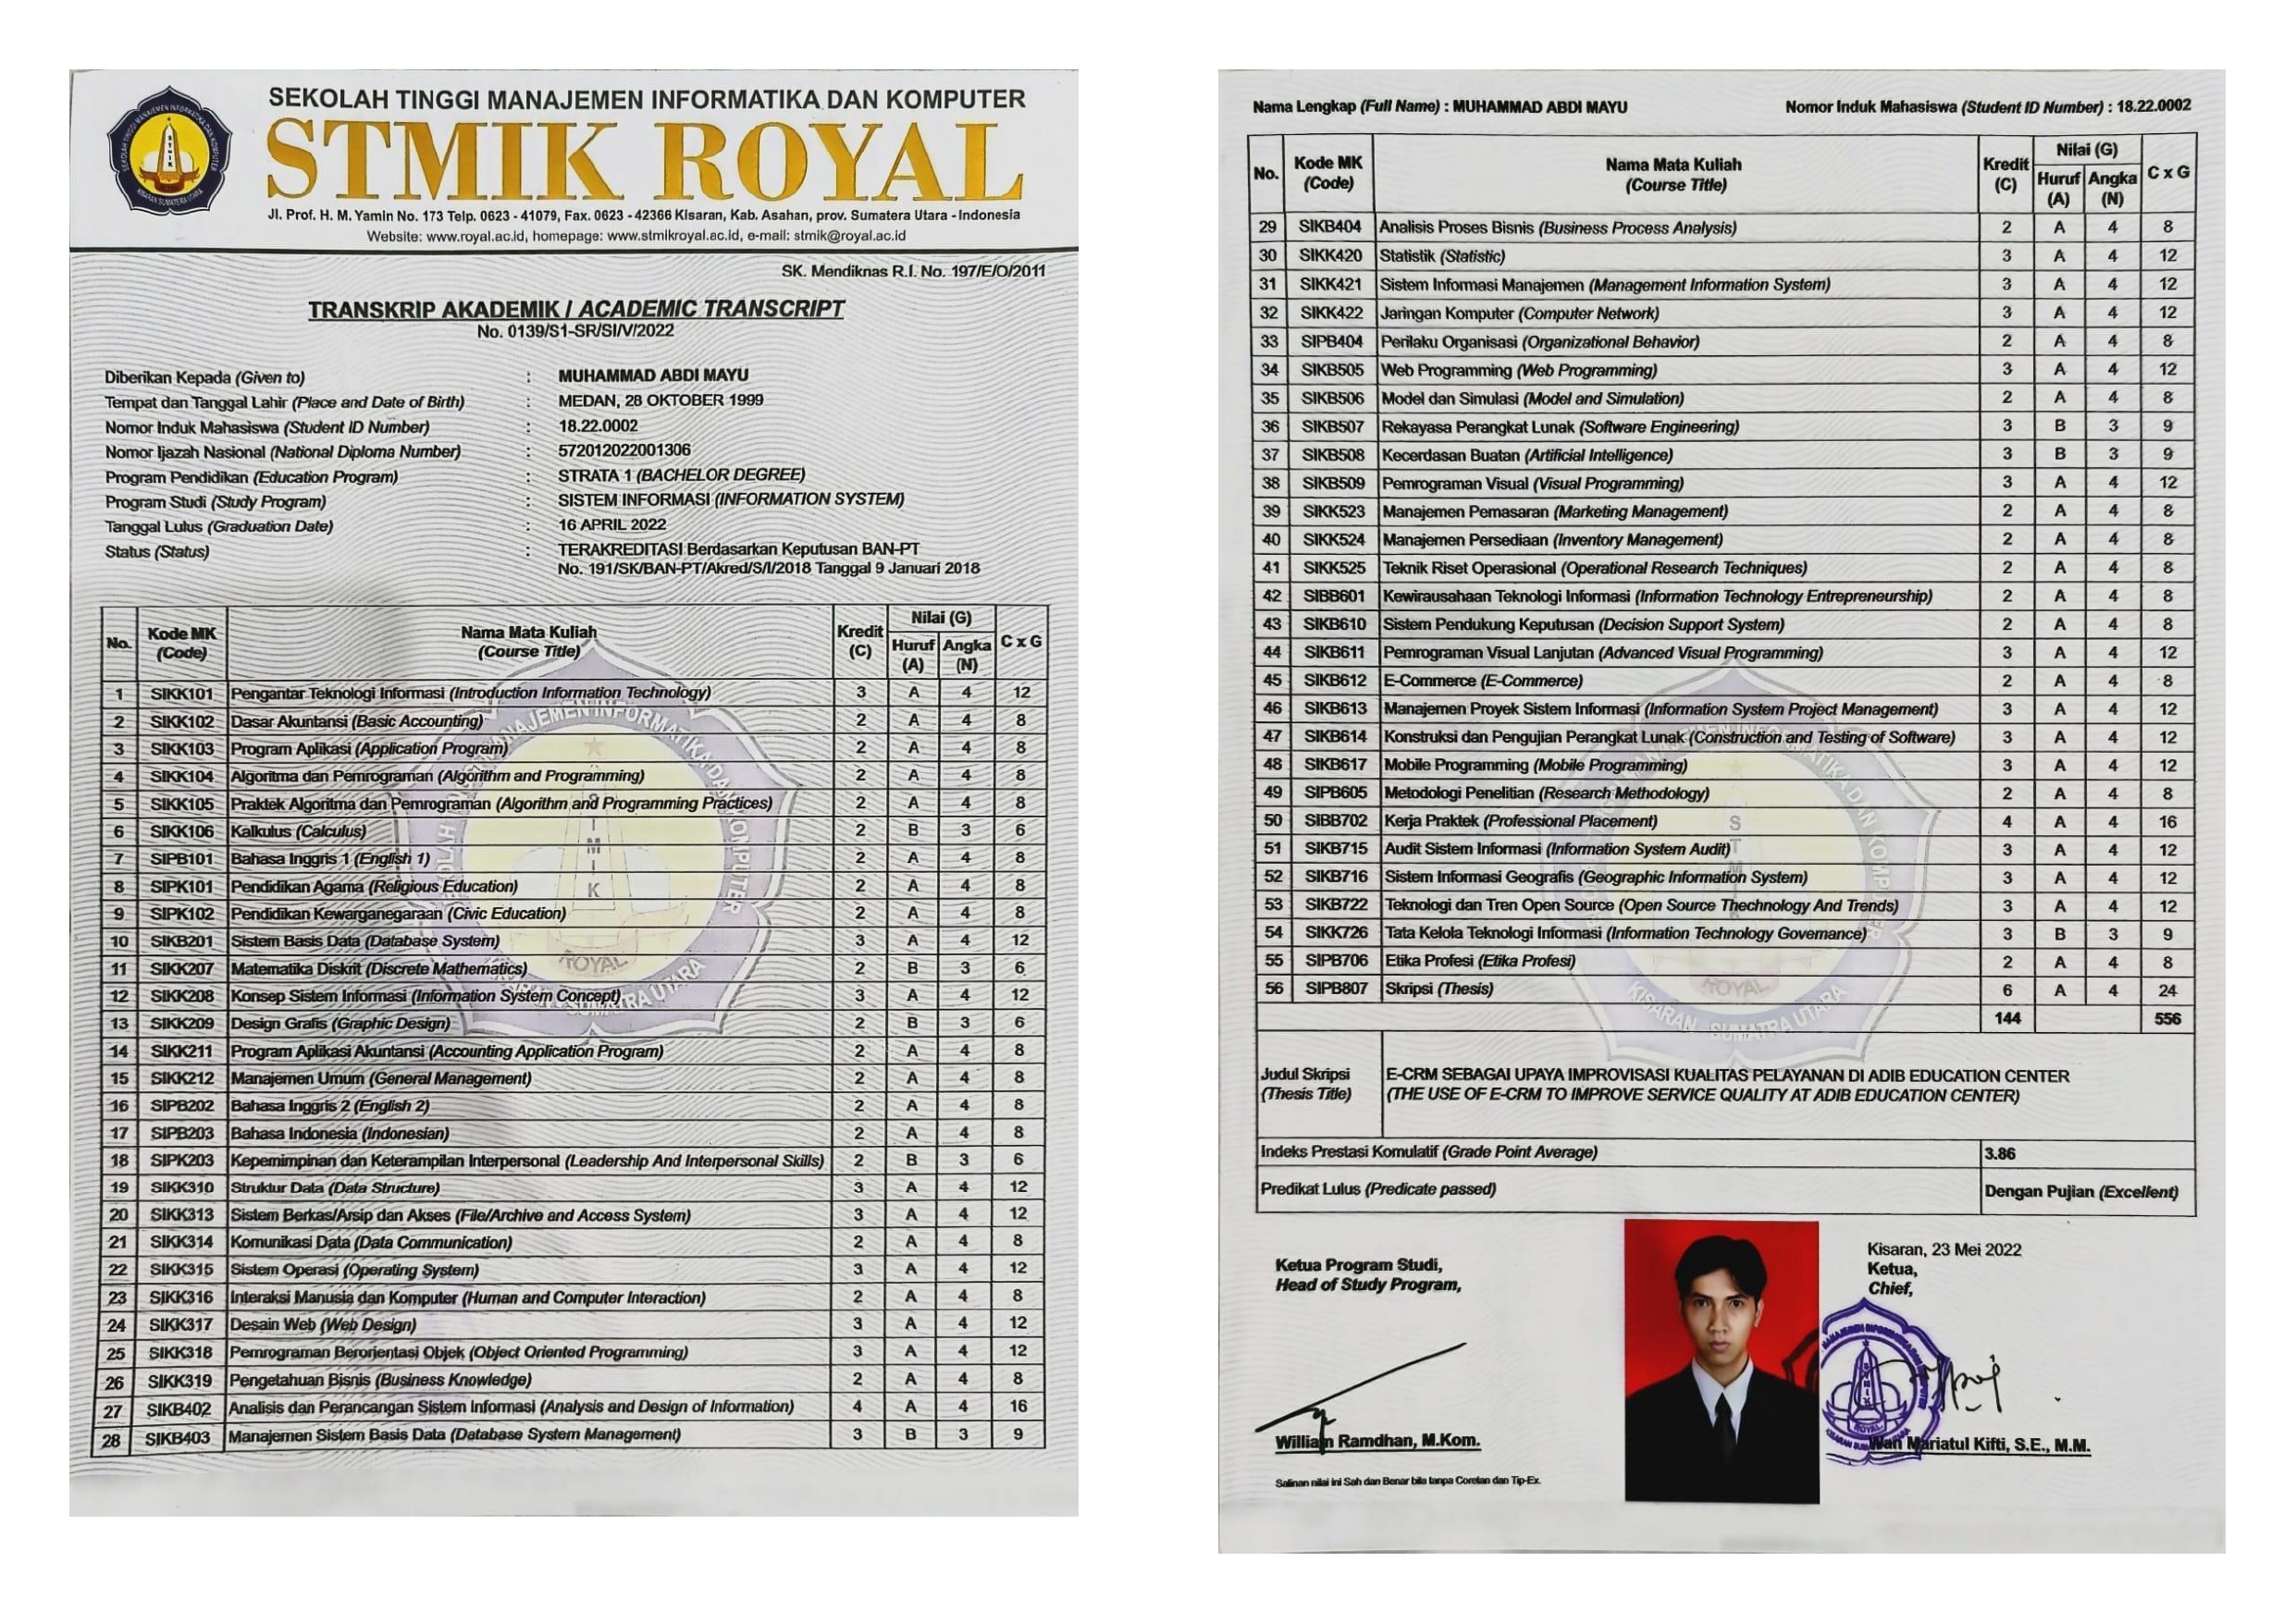 SEKOLAH TINGGI MANAJEMEN INFORMATIKA DAN KOMPUTER
STMIK ROYAL
Jl. Prof. H. M. Yamin No. 173 Telp. 0623 - 41079, Fax. 0623 - 42366 Kisaran, Kab. Asahan, prov. Sumatera Utara - Indonesia
Website: www.royal.ac.id, homepage: www.stmikroyal.ac.id, e-mail: stmik@royal.ac.id
SK. Mendiknas R.I. No. 197/E/O/2011
TRANSKRIP AKADEMIK / ACADEMIC TRANSCRIPT
No. 0139/S1-SR/SI/V/2022
Diberikan Kepada (Given to) : MUHAMMAD ABDI MAYU
Tempat dan Tanggal Lahir (Place and Date of Birth) : MEDAN, 28 OKTOBER 1999
Nomor Induk Mahasiswa (Student ID Number) : 18.22.0002
Nomor Ijazah Nasional (National Diploma Number) : 572012022001306
Program Pendidikan (Education Program) : STRATA 1 (BACHELOR DEGREE)
Program Studi (Study Program) : SISTEM INFORMASI (INFORMATION SYSTEM)
Tanggal Lulus (Graduation Date) : 16 APRIL 2022
Status (Status) : TERAKREDITASI Berdasarkan Keputusan BAN-PT
No. 191/SK/BAN-PT/Akred/S/I/2018 Tanggal 9 Januari 2018
No. Kode MK (Code) Nama Mata Kuliah (Course Title) Kredit (C) Nilai (G) Huruf (A) Angka (N) C x G
1 SIKK101 Pengantar Teknologi Informasi (Introduction Information Technology) 3 A 4 12
2 SIKK102 Dasar Akuntansi (Basic Accounting) 2 A 4 8
3 SIKK103 Program Aplikasi (Application Program) 2 A 4 8
4 SIKK104 Algoritma dan Pemrograman (Algorithm and Programming) 2 A 4 8
5 SIKK105 Praktek Algoritma dan Pemrograman (Algorithm and Programming Practices) 2 A 4 8
6 SIKK106 Kalkulus (Calculus) 2 B 3 6
7 SIPB101 Bahasa Inggris 1 (English 1) 2 A 4 8
8 SIPK101 Pendidikan Agama (Religious Education) 2 A 4 8
9 SIPK102 Pendidikan Kewarganegaraan (Civic Education) 2 A 4 8
10 SIKB201 Sistem Basis Data (Database System) 3 A 4 12
11 SIKK207 Matematika Diskrit (Discrete Mathematics) 2 B 3 6
12 SIKK208 Konsep Sistem Informasi (Information System Concept) 3 A 4 12
13 SIKK209 Design Grafis (Graphic Design) 2 B 3 6
14 SIKK211 Program Aplikasi Akuntansi (Accounting Application Program) 2 A 4 8
15 SIKK212 Manajemen Umum (General Management) 2 A 4 8
16 SIPB202 Bahasa Inggris 2 (English 2) 2 A 4 8
17 SIPB203 Bahasa Indonesia (Indonesian) 2 A 4 8
18 SIPK203 Kepemimpinan dan Keterampilan Interpersonal (Leadership And Interpersonal Skills) 2 B 3 6
19 SIKK310 Struktur Data (Data Structure) 3 A 4 12
20 SIKK313 Sistem Berkas/Arsip dan Akses (File/Archive and Access System) 3 A 4 12
21 SIKK314 Komunikasi Data (Data Communication) 2 A 4 8
22 SIKK315 Sistem Operasi (Operating System) 3 A 4 12
23 SIKK316 Interaksi Manusia dan Komputer (Human and Computer Interaction) 2 A 4 8
24 SIKK317 Desain Web (Web Design) 3 A 4 12
25 SIKK318 Pemrograman Berorientasi Objek (Object Oriented Programming) 3 A 4 12
26 SIKK319 Pengetahuan Bisnis (Business Knowledge) 2 A 4 8
27 SIKB402 Analisis dan Perancangan Sistem Informasi (Analysis and Design of Information) 4 A 4 16
28 SIKB403 Manajemen Sistem Basis Data (Database System Management) 3 B 3 9
Nama Lengkap (Full Name) : MUHAMMAD ABDI MAYU Nomor Induk Mahasiswa (Student ID Number) : 18.22.0002
No. Kode MK (Code) Nama Mata Kuliah (Course Title) Kredit (C) Nilai (G) Huruf (A) Angka (N) C x G
29 SIKB404 Analisis Proses Bisnis (Business Process Analysis) 2 A 4 8
30 SIKK420 Statistik (Statistic) 3 A 4 12
31 SIKK421 Sistem Informasi Manajemen (Management Information System) 3 A 4 12
32 SIKK422 Jaringan Komputer (Computer Network) 3 A 4 12
33 SIPB404 Perilaku Organisasi (Organizational Behavior) 2 A 4 8
34 SIKB505 Web Programming (Web Programming) 3 A 4 12
35 SIKB506 Model dan Simulasi (Model and Simulation) 2 A 4 8
36 SIKB507 Rekayasa Perangkat Lunak (Software Engineering) 3 B 3 9
37 SIKB508 Kecerdasan Buatan (Artificial Intelligence) 3 B 3 9
38 SIKB509 Pemrograman Visual (Visual Programming) 3 A 4 12
39 SIKK523 Manajemen Pemasaran (Marketing Management) 2 A 4 8
40 SIKK524 Manajemen Persediaan (Inventory Management) 2 A 4 8
41 SIKK525 Teknik Riset Operasional (Operational Research Techniques) 2 A 4 8
42 SIBB601 Kewirausahaan Teknologi Informasi (Information Technology Entrepreneurship) 2 A 4 8
43 SIKB610 Sistem Pendukung Keputusan (Decision Support System) 2 A 4 8
44 SIKB611 Pemrograman Visual Lanjutan (Advanced Visual Programming) 3 A 4 12
45 SIKB612 E-Commerce (E-Commerce) 2 A 4 8
46 SIKB613 Manajemen Proyek Sistem Informasi (Information System Project Management) 3 A 4 12
47 SIKB614 Konstruksi dan Pengujian Perangkat Lunak (Construction and Testing of Software) 3 A 4 12
48 SIKB617 Mobile Programming (Mobile Programming) 3 A 4 12
49 SIPB605 Metodologi Penelitian (Research Methodology) 2 A 4 8
50 SIBB702 Kerja Praktek (Professional Placement) 4 A 4 16
51 SIKB715 Audit Sistem Informasi (Information System Audit) 3 A 4 12
52 SIKB716 Sistem Informasi Geografis (Geographic Information System) 3 A 4 12
53 SIKB722 Teknologi dan Tren Open Source (Open Source Thechnology And Trends) 3 A 4 12
54 SIKK726 Tata Kelola Teknologi Informasi (Information Technology Governance) 3 B 3 9
55 SIPB706 Etika Profesi (Etika Profesi) 2 A 4 8
56 SIPB807 Skripsi (Thesis) 6 A 4 24
144 556
Judul Skripsi (Thesis Title)
E-CRM SEBAGAI UPAYA IMPROVISASI KUALITAS PELAYANAN DI ADIB EDUCATION CENTER
(THE USE OF E-CRM TO IMPROVE SERVICE QUALITY AT ADIB EDUCATION CENTER)
Indeks Prestasi Komulatif (Grade Point Average) 3.86
Predikat Lulus (Predicate passed) Dengan Pujian (Excellent)
Ketua Program Studi,
Head of Study Program,
William Ramdhan, M.Kom.
Salinan nilai ini Sah dan Benar bila tanpa Coretan dan Tip-Ex.
Kisaran, 23 Mei 2022
Ketua,
Chief,
Wan Mariatul Kifti, S.E., M.M.